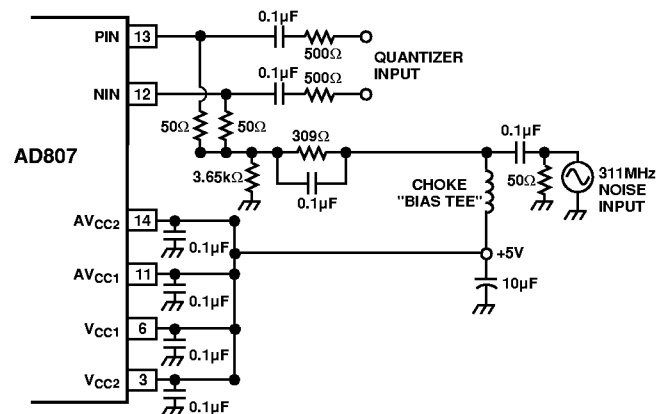 0.1µF
PIN 13
500Ω
QUANTIZER
INPUT
0.1µF
500Ω
NIN 12
50Ω 50Ω
309Ω
0.1µF
AD807
3.65kΩ
0.1µF
CHOKE
"BIAS TEE"
50Ω
311MHz
NOISE
INPUT
AVCC2 14
0.1µF
+5V
AVCC1 11
0.1µF
10µF
VCC1 6
0.1µF
VCC2 3
0.1µF